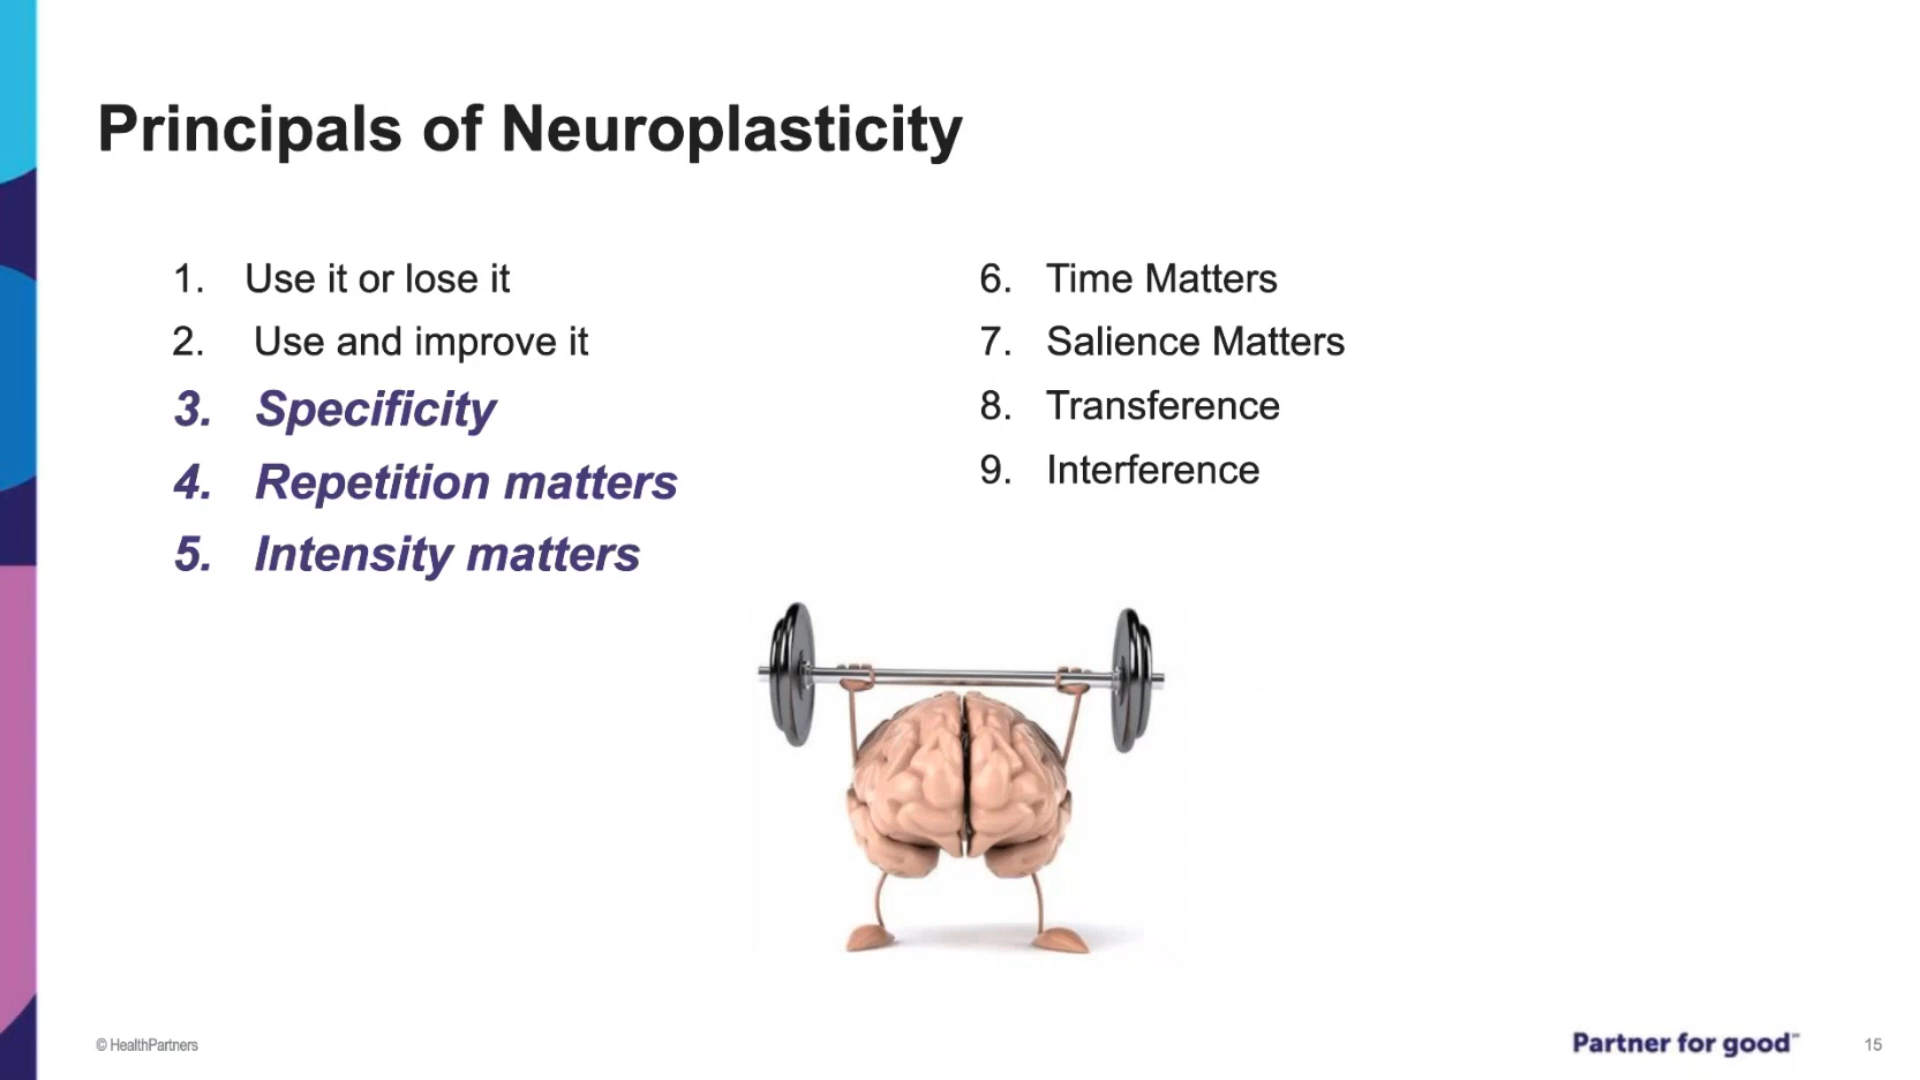 Principals of Neuroplasticity
1. Use it or lose it
2. Use and improve it
3. Specificity
4. Repetition matters
5. Intensity matters
6. Time Matters
7. Salience Matters
8. Transference
9. Interference
© HealthPartners
Partner for good™
15